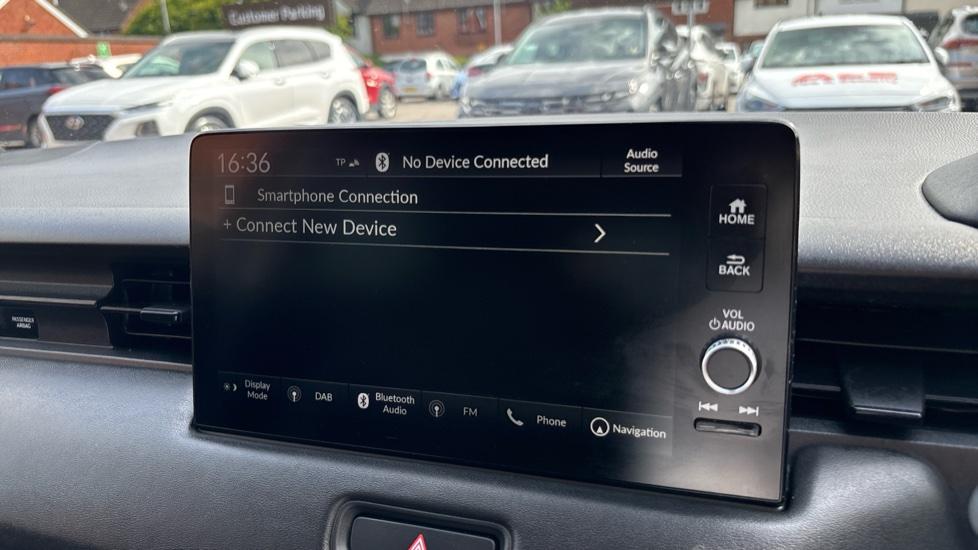 Customer Parking
16:36
TP
No Device Connected
Audio
Source
Smartphone Connection
+ Connect New Device
HOME
BACK
VOL
AUDIO
PASSENGER
AIRBAG
Display
Mode
DAB
Bluetooth
Audio
FM
Phone
Navigation